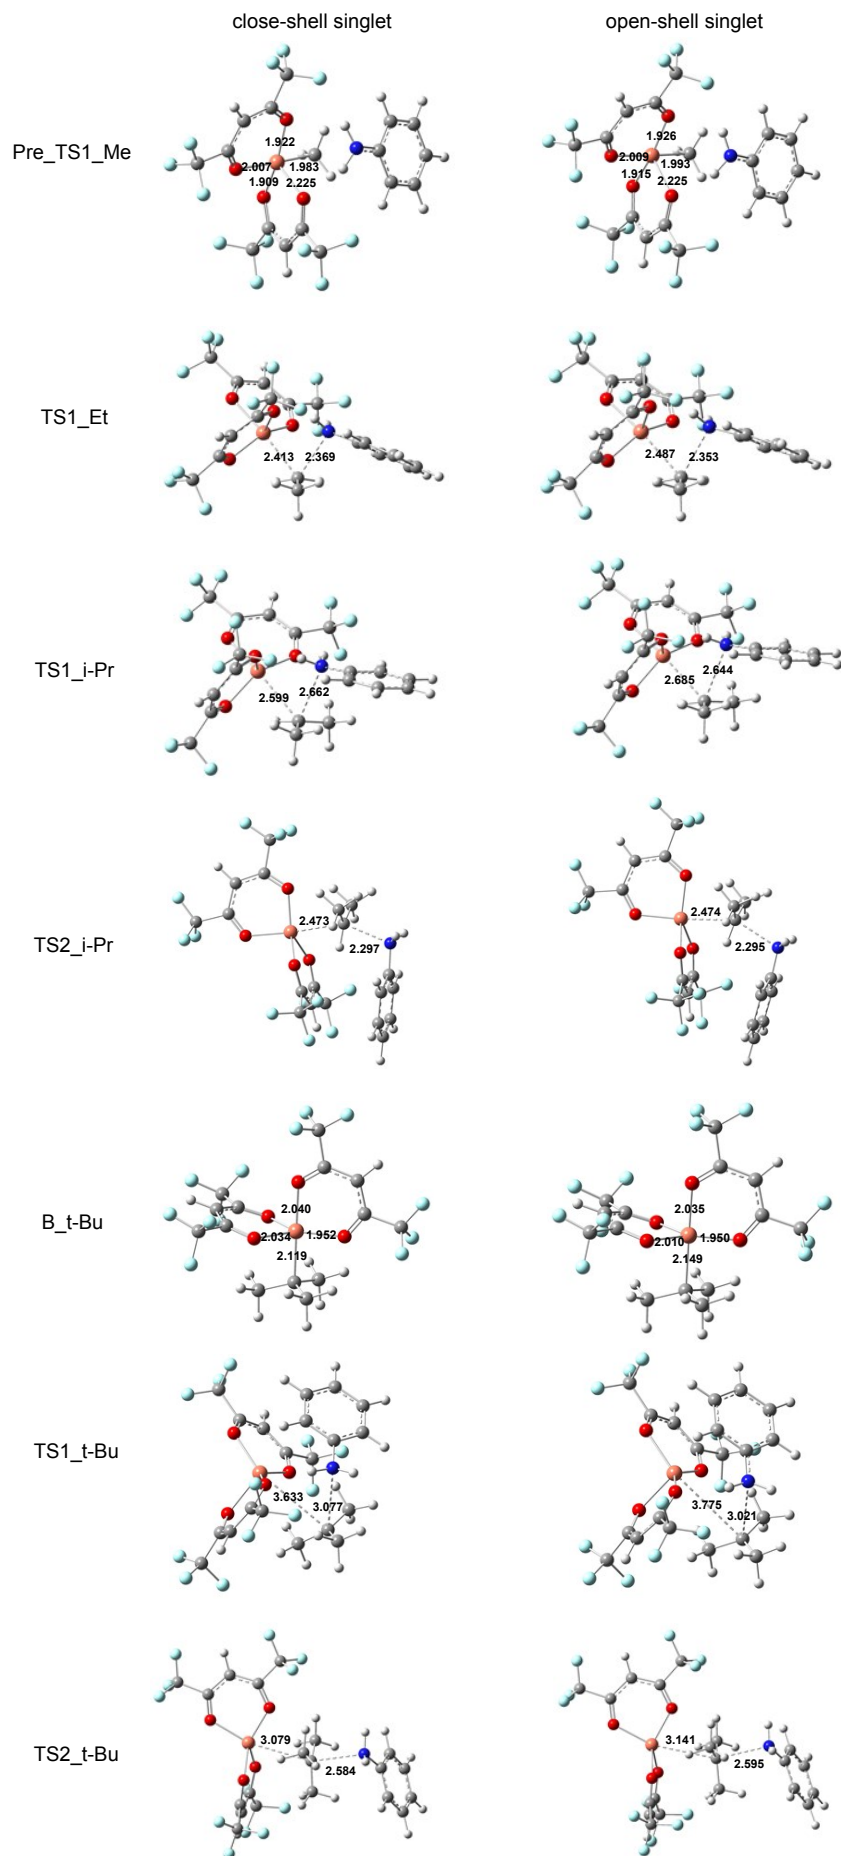 close-shell singlet open-shell singlet
Pre_TS1_Me
1.922 1.926
2.007 1.983 2.009 1.993
1.909 2.225 1.915 2.225
TS1_Et
2.413 2.369 2.487 2.353
TS1_i-Pr
2.599 2.662 2.685 2.644
TS2_i-Pr
2.473 2.474
2.297 2.295
B_t-Bu
2.040 2.035
2.034 1.952 2.010 1.950
2.119 2.149
TS1_t-Bu
3.633 3.077 3.775 3.021
TS2_t-Bu
3.079 3.141
2.584 2.595